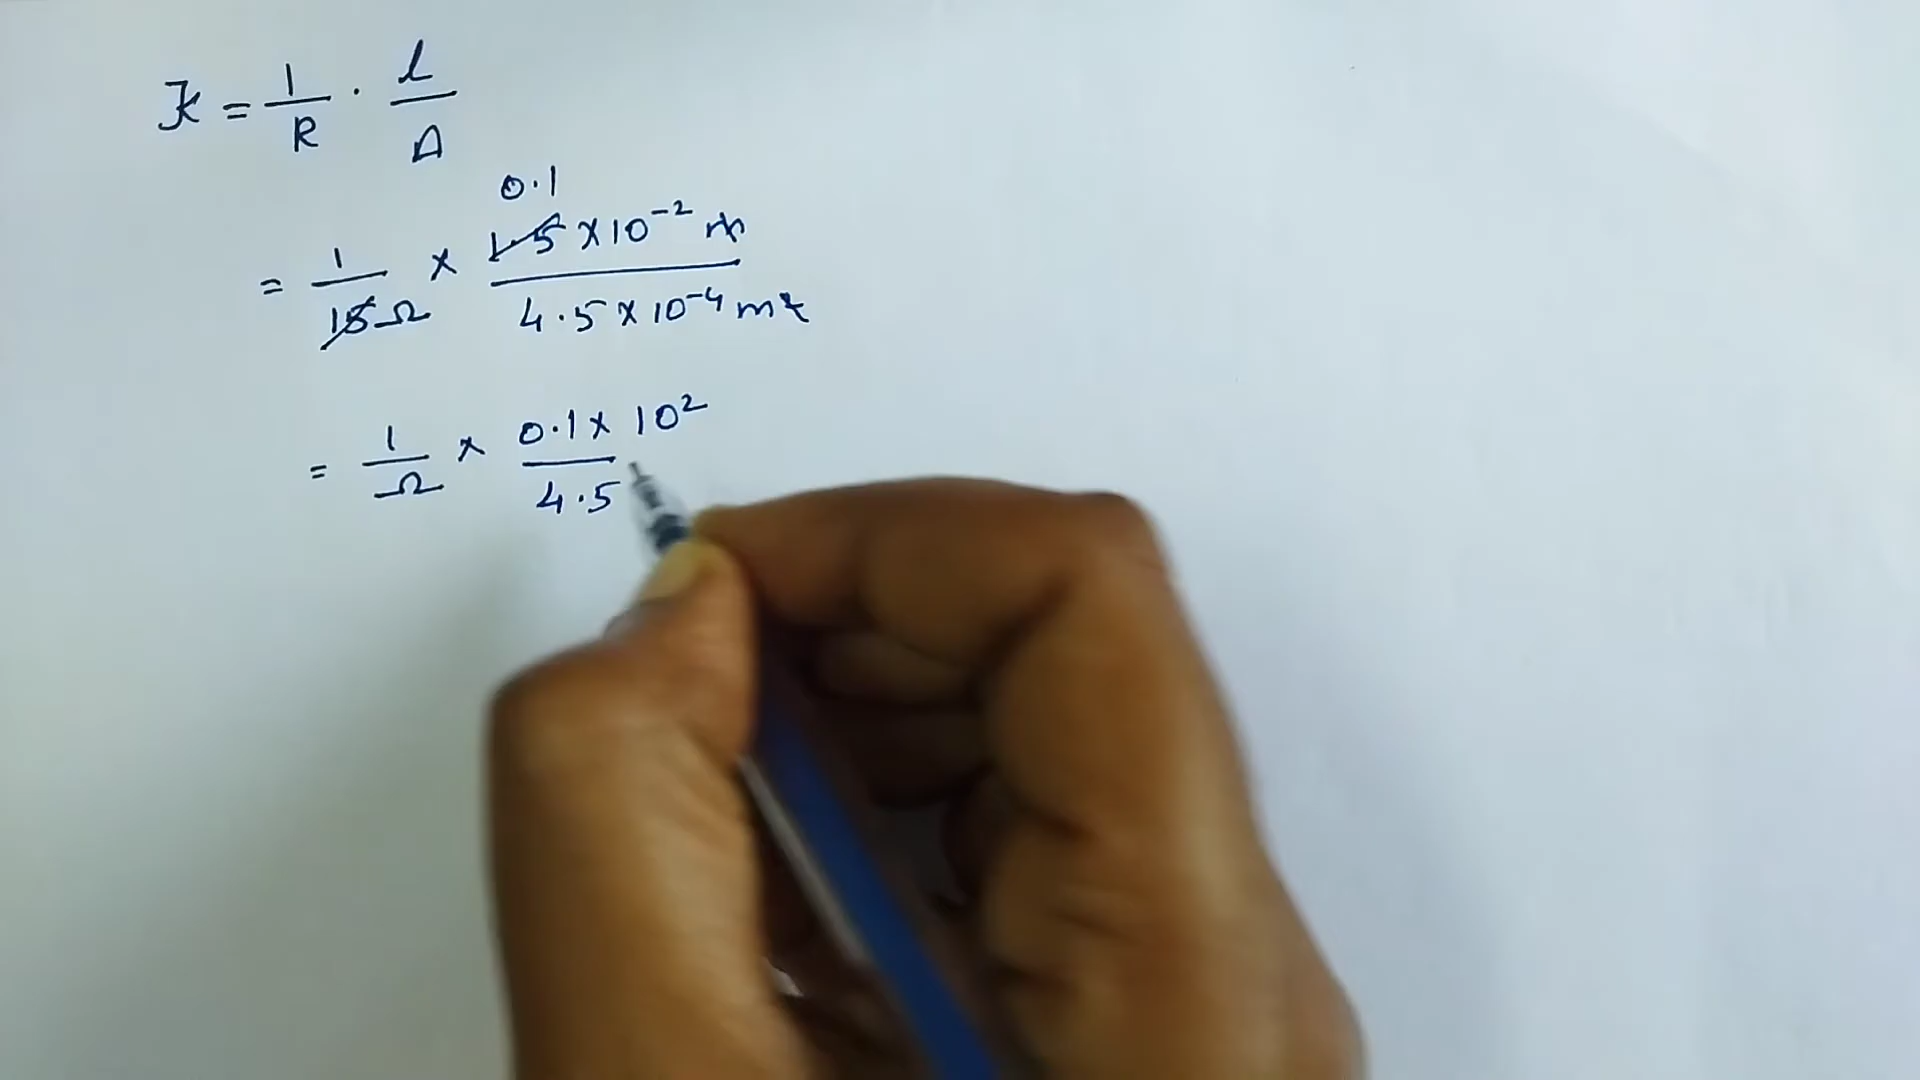 K = 1/R · l/A
0.1
= 1/15Ω × 1.5 × 10⁻² m / 4.5 × 10⁻⁴ m²
= 1/Ω × 0.1 × 10² / 4.5